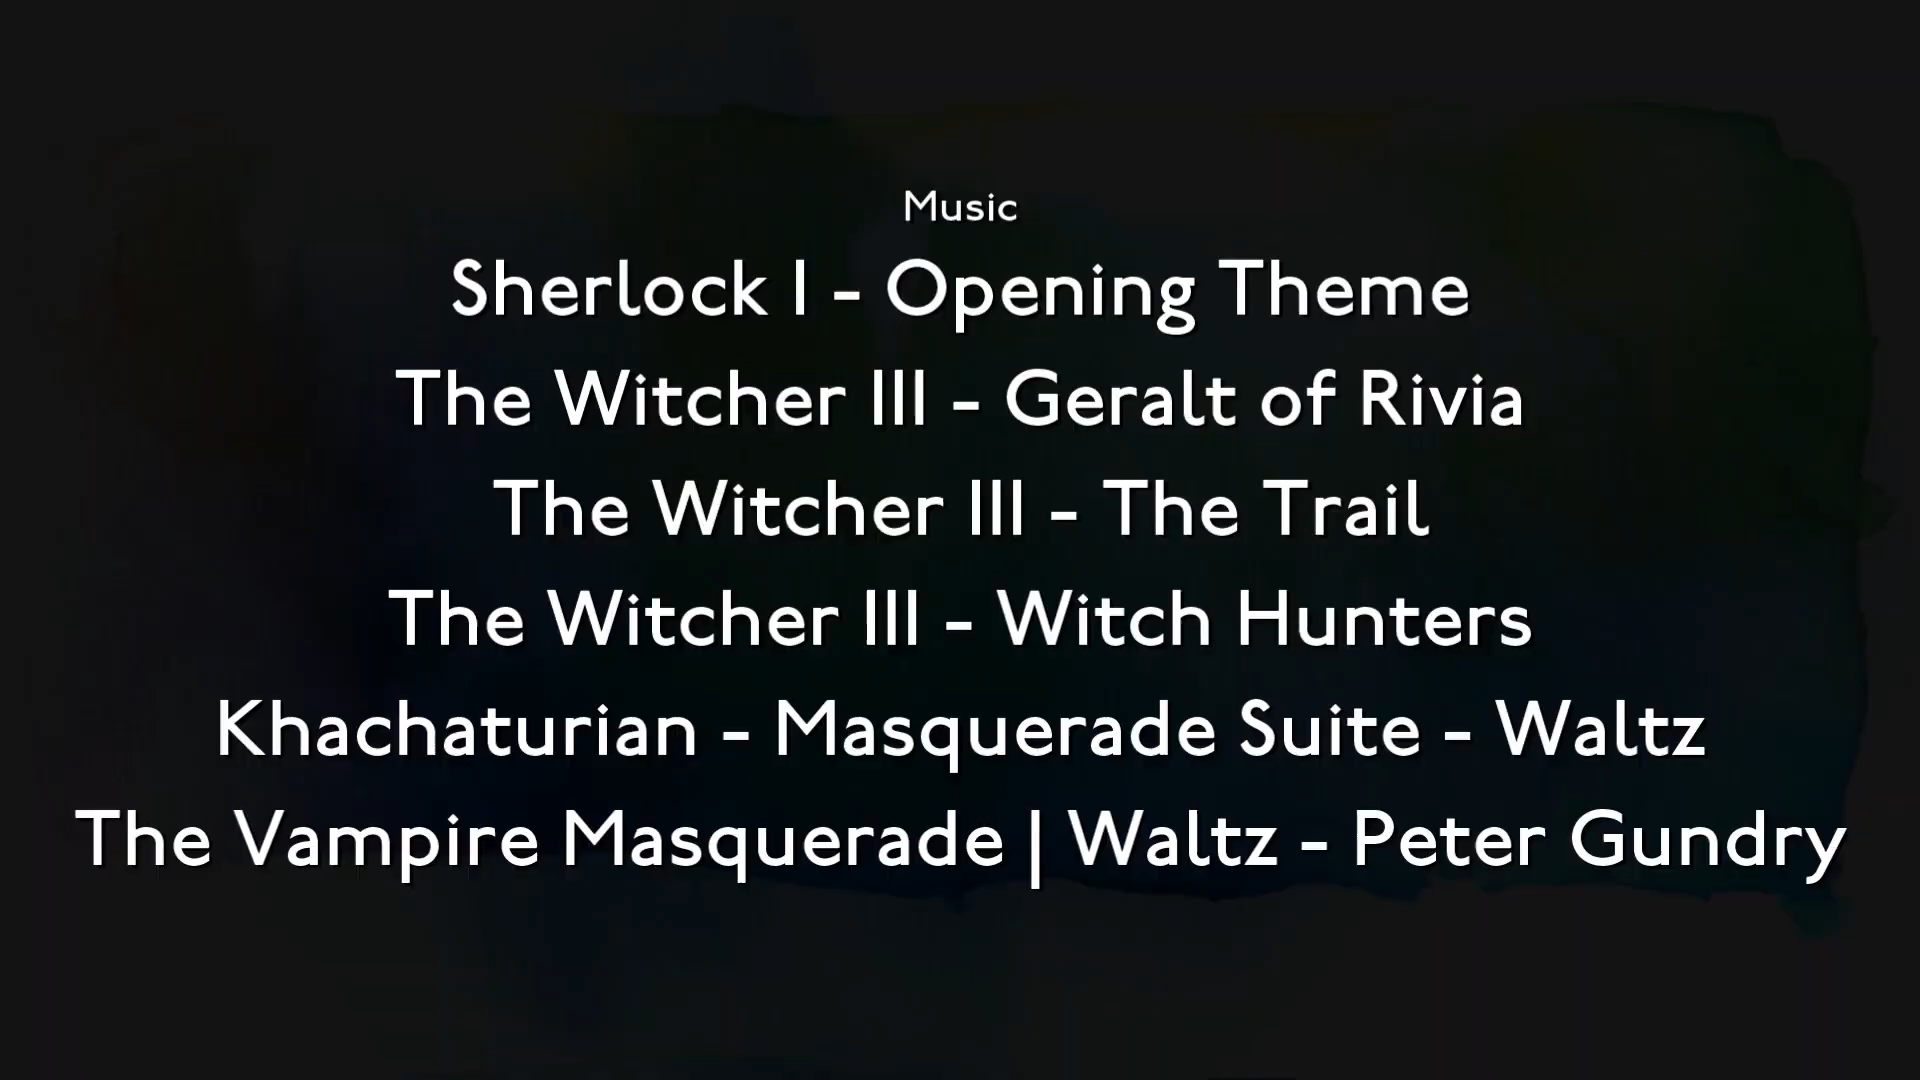 Music
Sherlock I - Opening Theme
The Witcher III - Geralt of Rivia
The Witcher III - The Trail
The Witcher III - Witch Hunters
Khachaturian - Masquerade Suite - Waltz
The Vampire Masquerade | Waltz - Peter Gundry